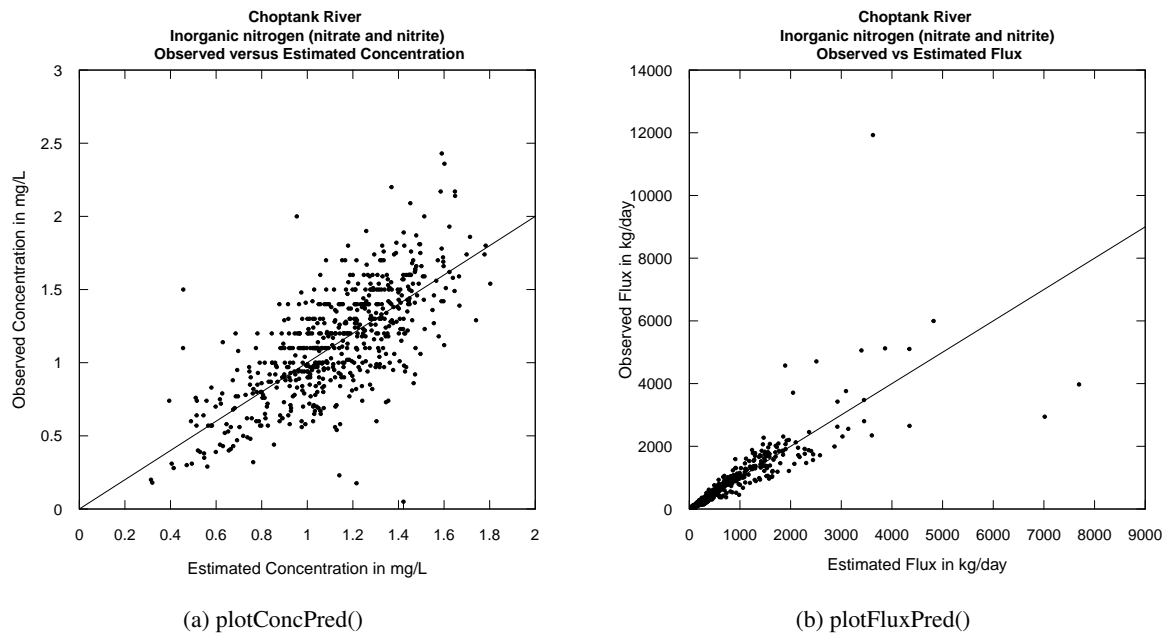 Choptank River
Inorganic nitrogen (nitrate and nitrite)
Observed versus Estimated Concentration
3
2.5
2
1.5
1
0.5
0
Observed Concentration in mg/L
0 0.2 0.4 0.6 0.8 1 1.2 1.4 1.6 1.8 2
Estimated Concentration in mg/L
(a) plotConcPred()
Choptank River
Inorganic nitrogen (nitrate and nitrite)
Observed vs Estimated Flux
14000
12000
10000
8000
6000
4000
2000
0
Observed Flux in kg/day
0 1000 2000 3000 4000 5000 6000 7000 8000 9000
Estimated Flux in kg/day
(b) plotFluxPred()